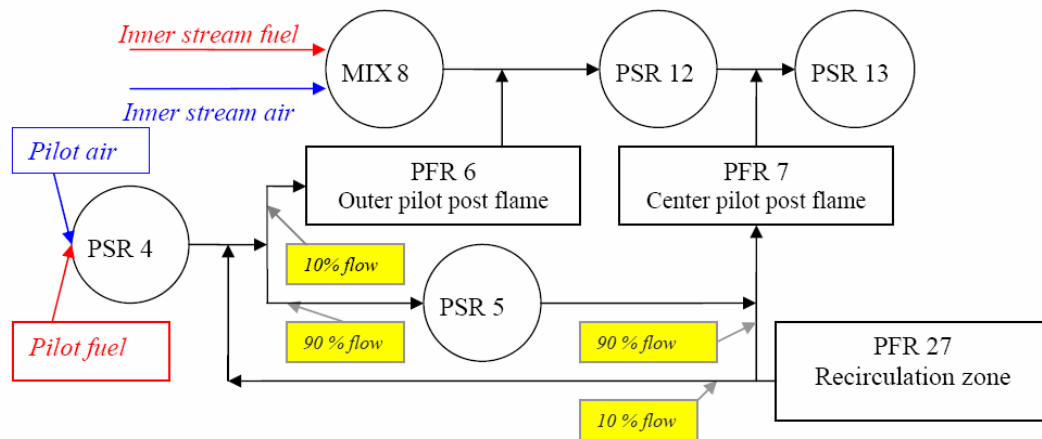 Inner stream fuel
MIX 8
PSR 12
PSR 13
Inner stream air
Pilot air
PFR 6
Outer pilot post flame
PFR 7
Center pilot post flame
PSR 4
10% flow
PSR 5
90 % flow
90 % flow
Pilot fuel
PFR 27
Recirculation zone
10 % flow